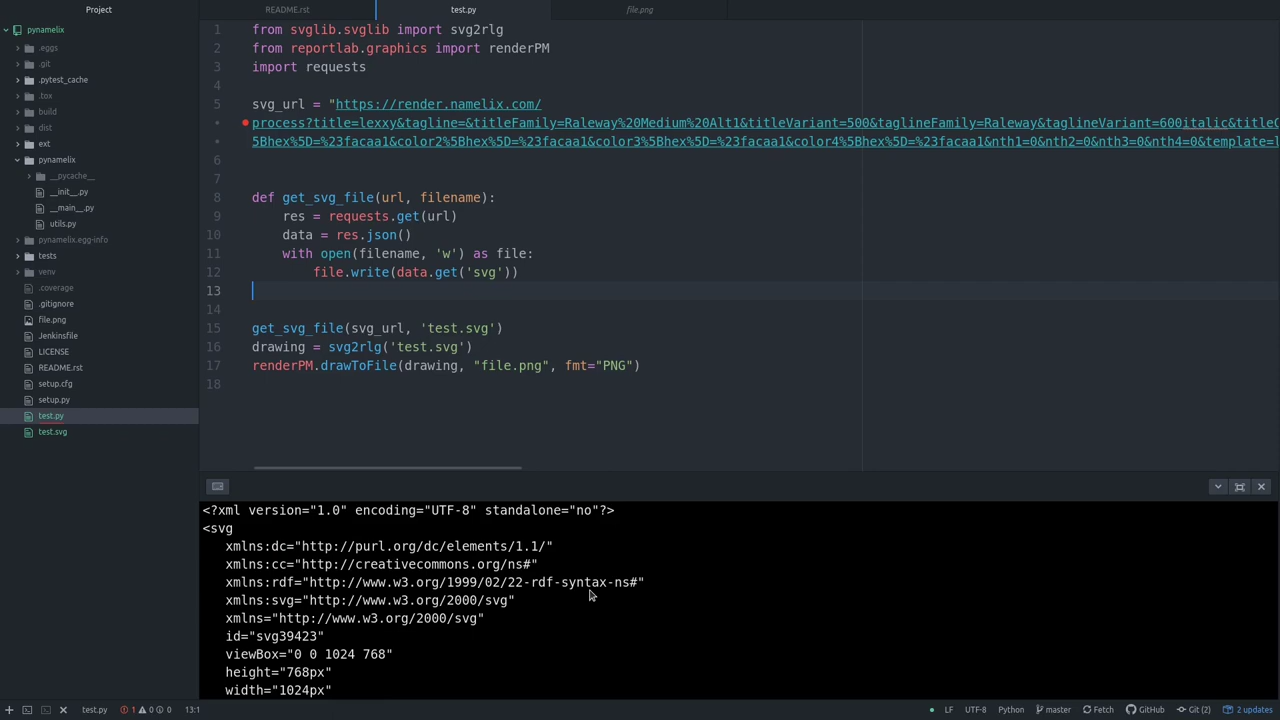 Project
README.rst
test.py
file.png
pynamelix
.eggs
.git
.pytest_cache
.tox
build
dist
ext
pynamelix
__pycache__
__init__.py
__main__.py
utils.py
pynamelix.egg-info
tests
venv
.coverage
.gitignore
file.png
Jenkinsfile
LICENSE
README.rst
setup.cfg
setup.py
test.py
test.svg
1 from svglib.svglib import svg2rlg
2 from reportlab.graphics import renderPM
3 import requests
4
5 svg_url = "https://render.namelix.com/
process?title=lexxy&tagline=&titleFamily=Raleway%20Medium%20Alt1&titleVariant=500&taglineFamily=Raleway&taglineVariant=600italic&title
5Bhex%5D=%23facaa1&color2%5Bhex%5D=%23facaa1&color3%5Bhex%5D=%23facaa1&color4%5Bhex%5D=%23facaa1&nth1=0&nth2=0&nth3=0&nth4=0&template=
6
7
8 def get_svg_file(url, filename):
9 res = requests.get(url)
10 data = res.json()
11 with open(filename, 'w') as file:
12 file.write(data.get('svg'))
13
14
15 get_svg_file(svg_url, 'test.svg')
16 drawing = svg2rlg('test.svg')
17 renderPM.drawToFile(drawing, "file.png", fmt="PNG")
18
<?xml version="1.0" encoding="UTF-8" standalone="no"?>
<svg
xmlns:dc="http://purl.org/dc/elements/1.1/"
xmlns:cc="http://creativecommons.org/ns#"
xmlns:rdf="http://www.w3.org/1999/02/22-rdf-syntax-ns#"
xmlns:svg="http://www.w3.org/2000/svg"
xmlns="http://www.w3.org/2000/svg"
id="svg39423"
viewBox="0 0 1024 768"
height="768px"
width="1024px"
test.py 1 0 0 13:1 LF UTF-8 Python master Fetch GitHub Git (2) 2 updates